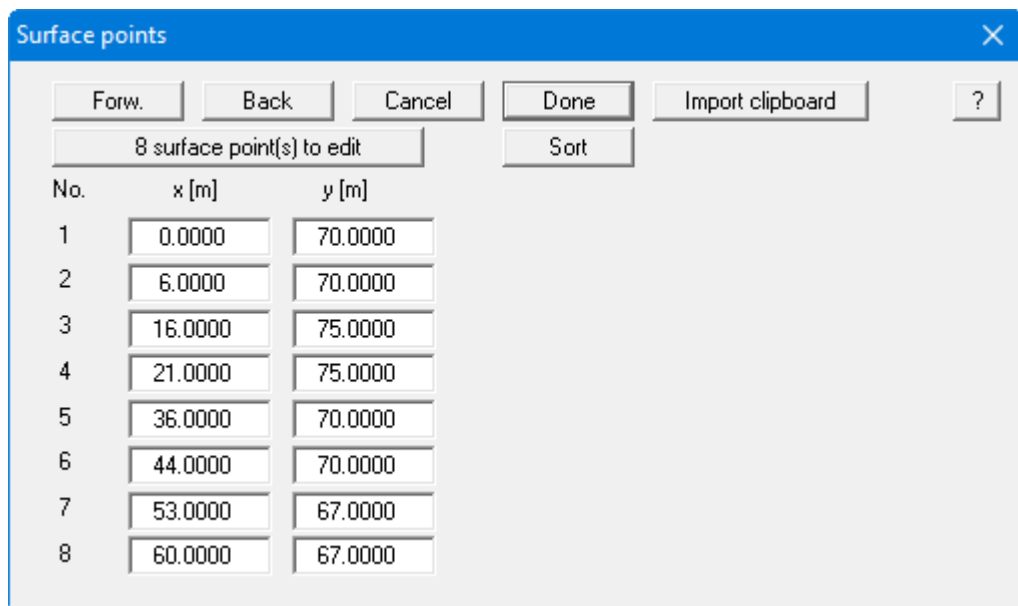 Surface points
Forw. Back Cancel Done Import clipboard ?
8 surface point(s) to edit Sort
No. x [m] y [m]
1 0.0000 70.0000
2 6.0000 70.0000
3 16.0000 75.0000
4 21.0000 75.0000
5 36.0000 70.0000
6 44.0000 70.0000
7 53.0000 67.0000
8 60.0000 67.0000